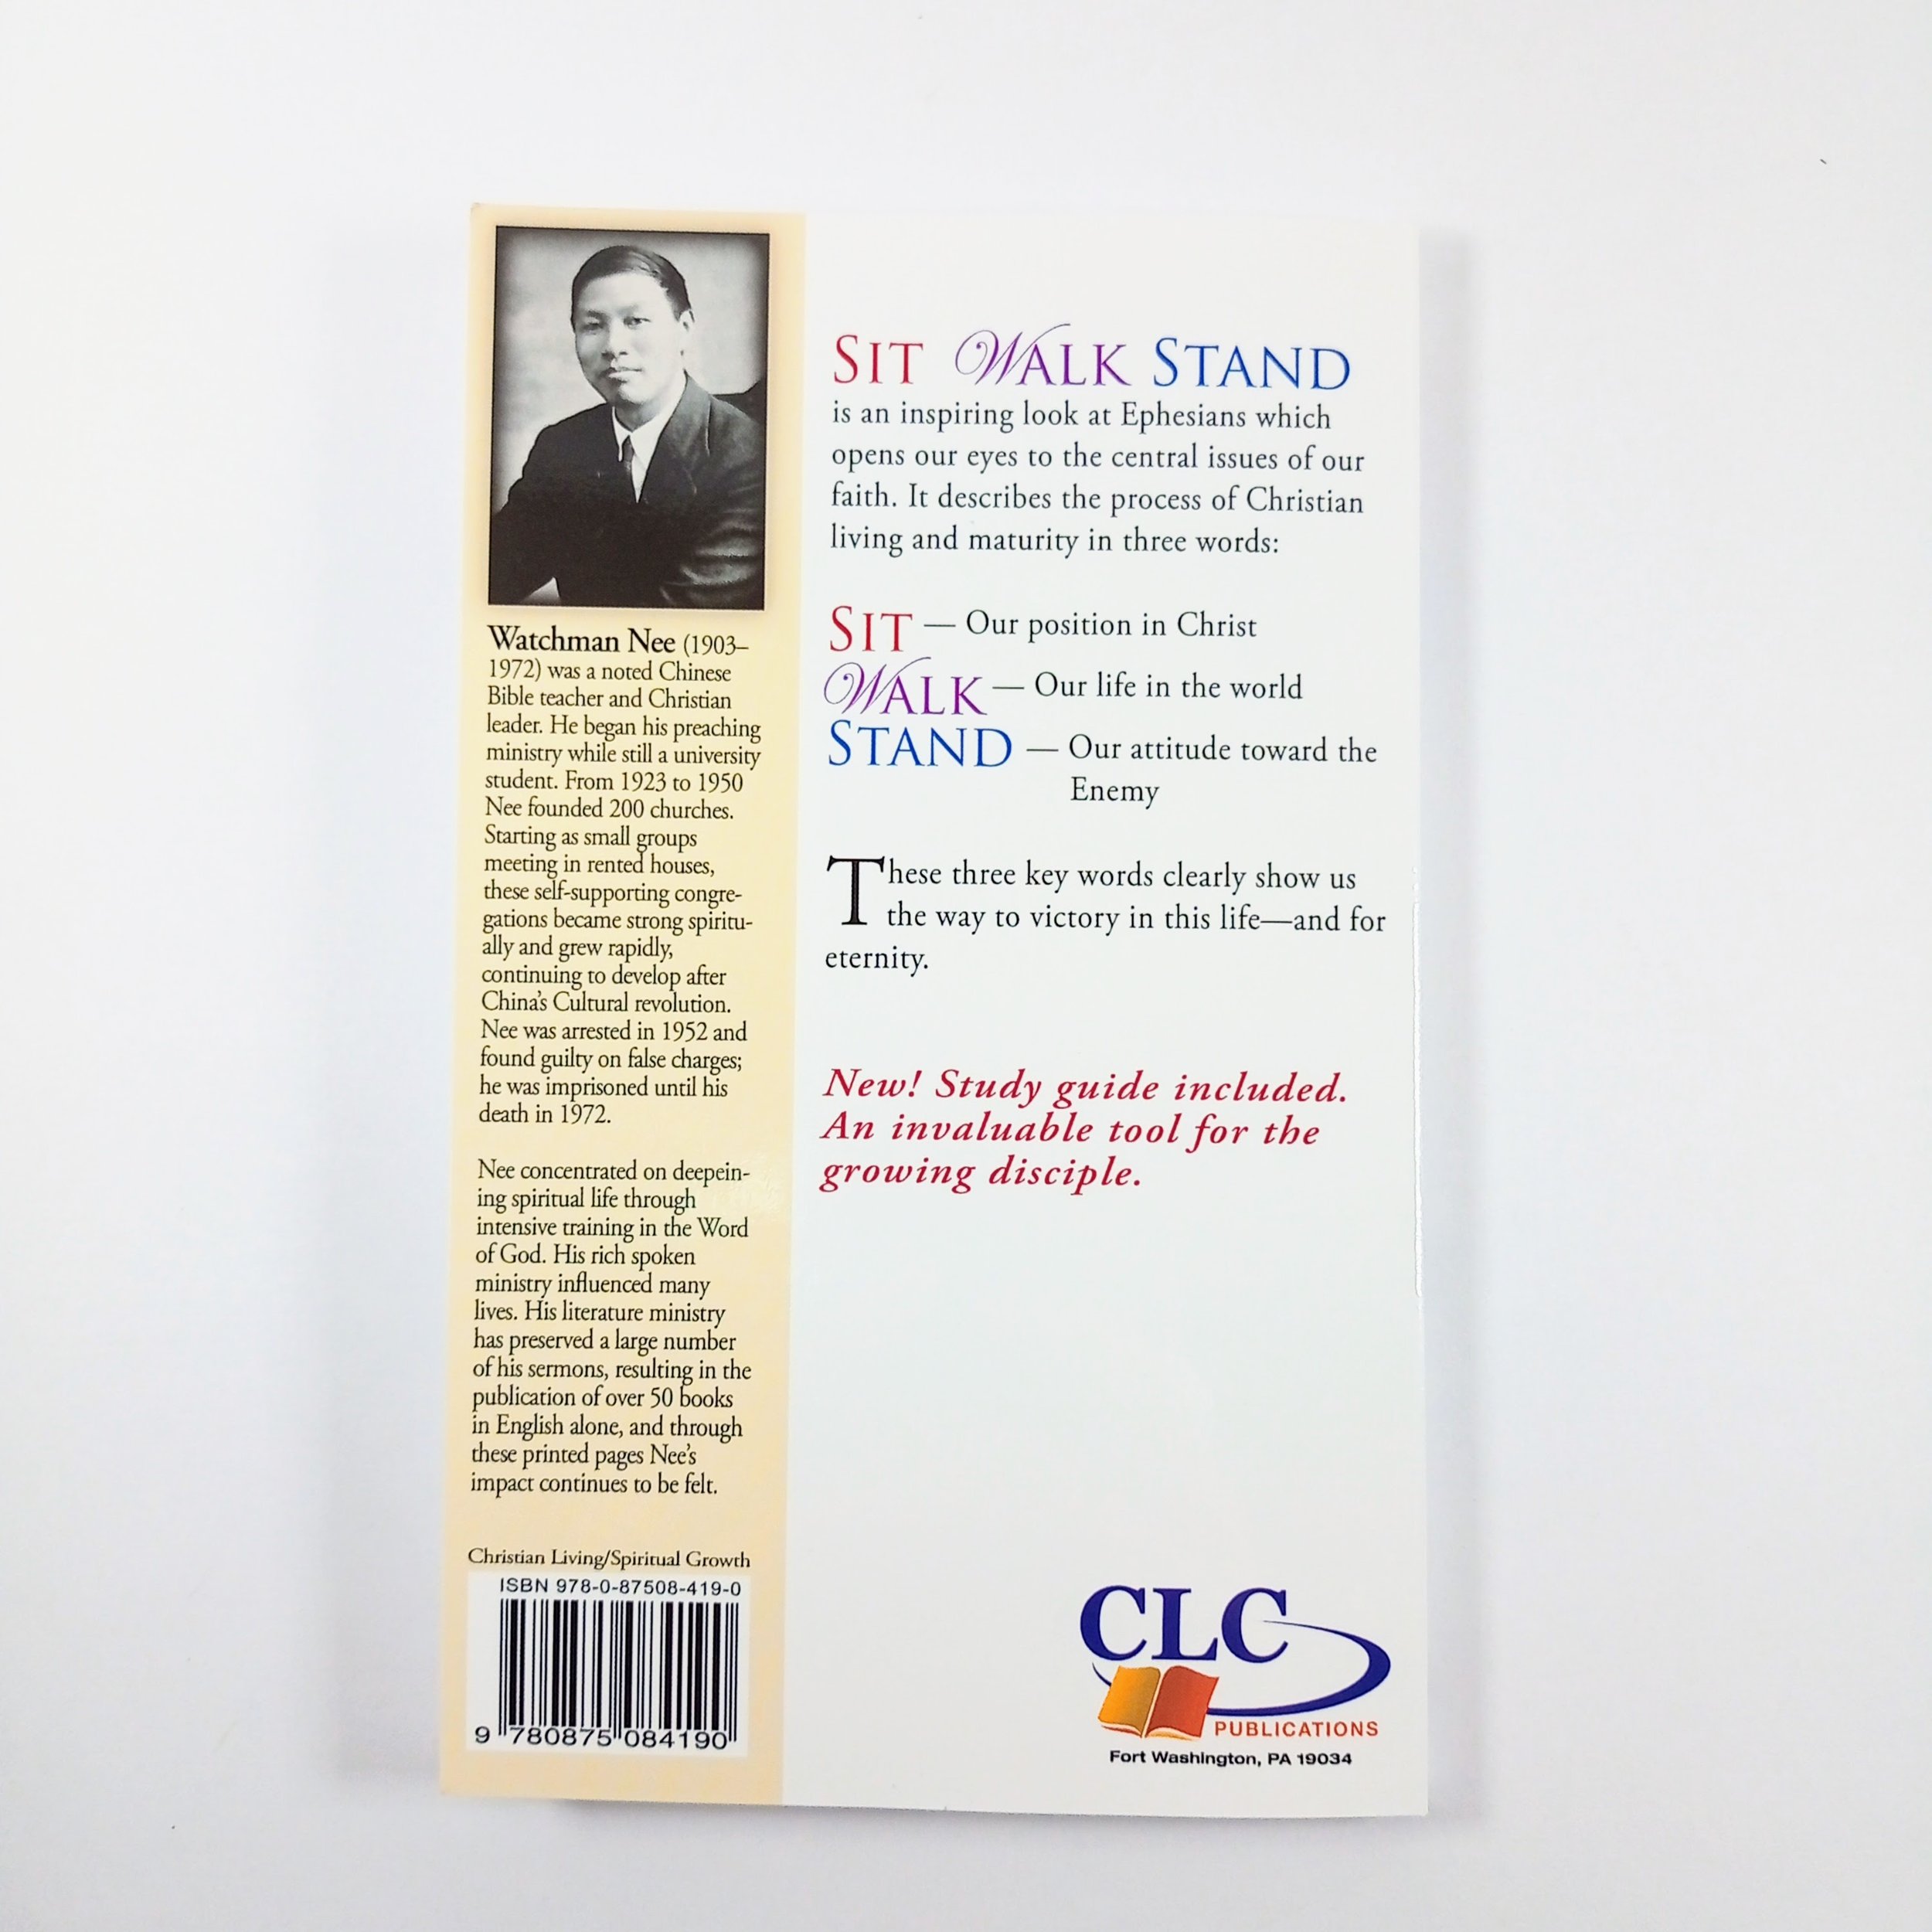 Watchman Nee (1903–
1972) was a noted Chinese
Bible teacher and Christian
leader. He began his preaching
ministry while still a university
student. From 1923 to 1950
Nee founded 200 churches.
Starting as small groups
meeting in rented houses,
these self-supporting congre-
gations became strong spiritu-
ally and grew rapidly,
continuing to develop after
China's Cultural revolution.
Nee was arrested in 1952 and
found guilty on false charges;
he was imprisoned until his
death in 1972.
Nee concentrated on deepein-
ing spiritual life through
intensive training in the Word
of God. His rich spoken
ministry influenced many
lives. His literature ministry
has preserved a large number
of his sermons, resulting in the
publication of over 50 books
in English alone, and through
these printed pages Nee's
impact continues to be felt.
Christian Living/Spiritual Growth
ISBN 978-0-87508-419-0
9 780875 084190
SIT WALK STAND
is an inspiring look at Ephesians which
opens our eyes to the central issues of our
faith. It describes the process of Christian
living and maturity in three words:
SIT — Our position in Christ
WALK — Our life in the world
STAND — Our attitude toward the
Enemy
These three key words clearly show us
the way to victory in this life—and for
eternity.
New! Study guide included.
An invaluable tool for the
growing disciple.
CLC
PUBLICATIONS
Fort Washington, PA 19034